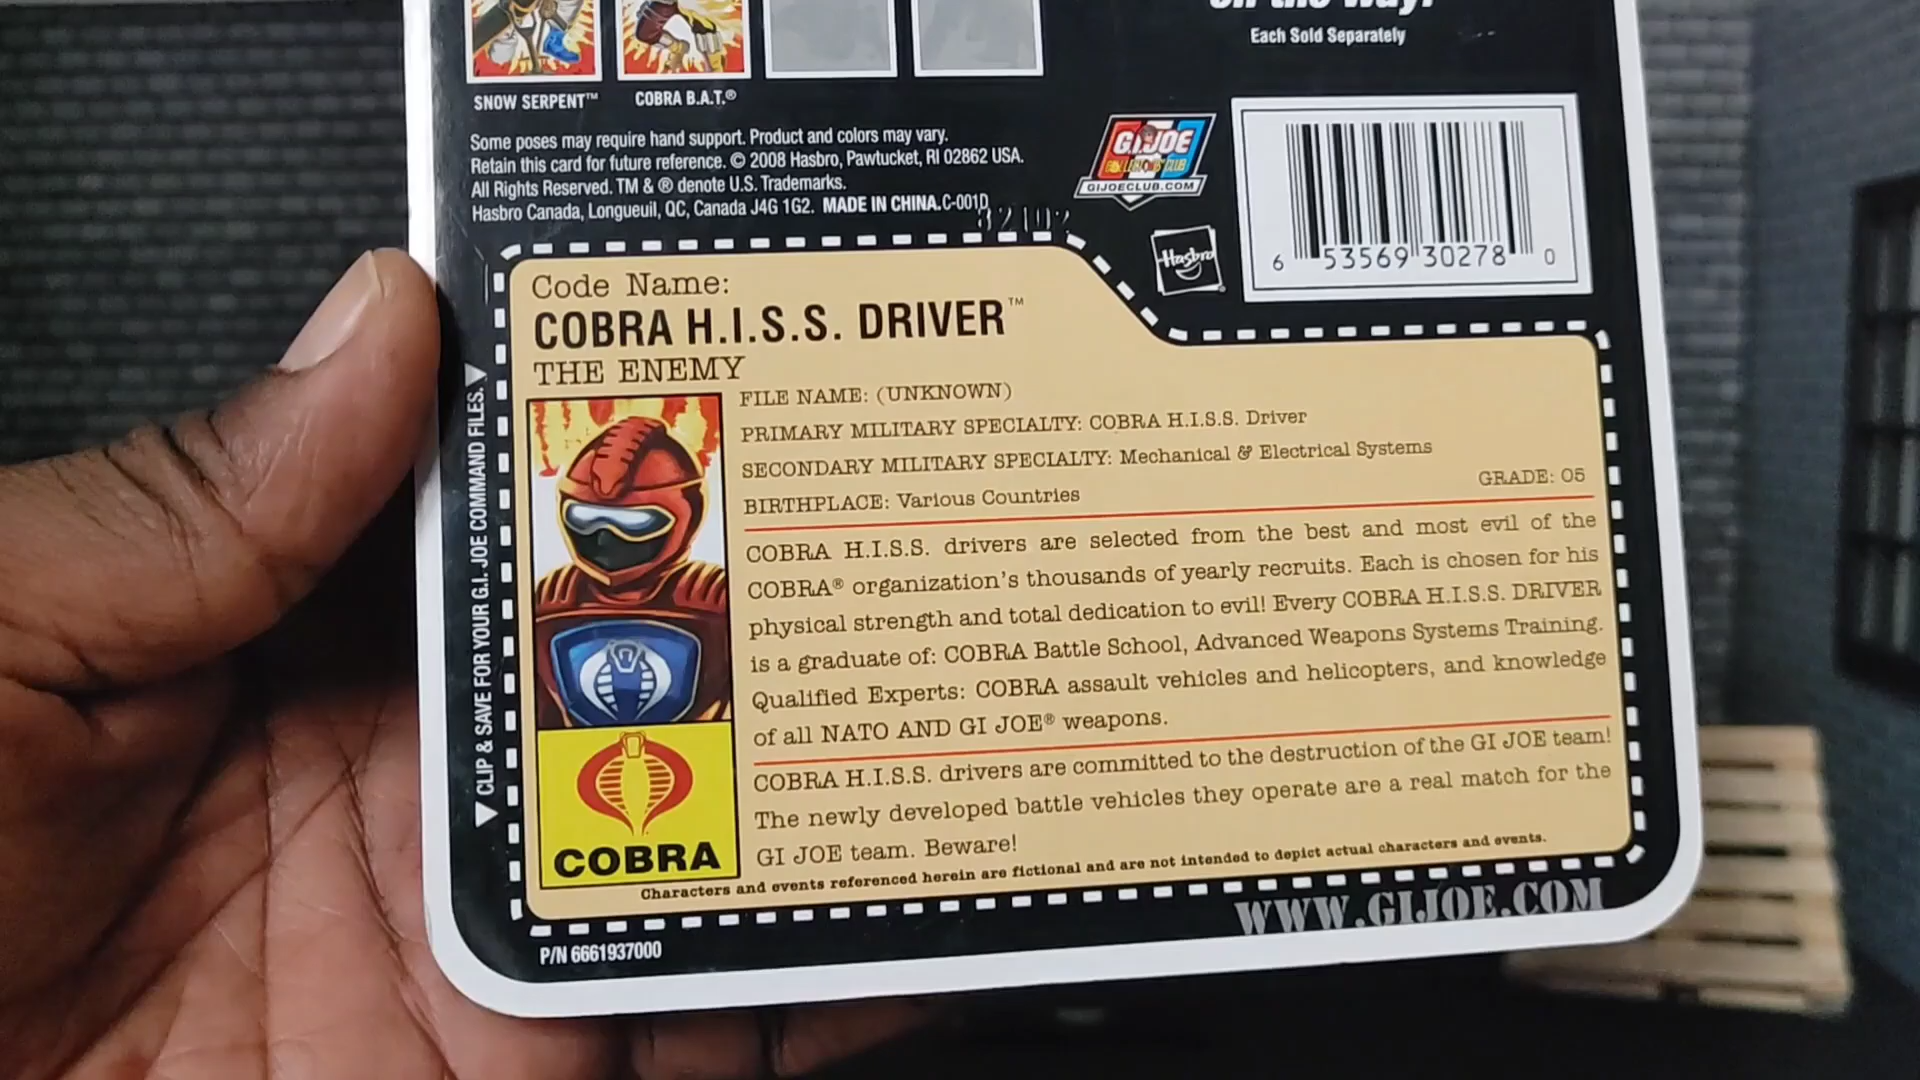 on the way!
Each Sold Separately
SNOW SERPENT™ COBRA B.A.T.®
Some poses may require hand support. Product and colors may vary.
Retain this card for future reference. © 2008 Hasbro, Pawtucket, RI 02862 USA.
All Rights Reserved. TM & ® denote U.S. Trademarks.
Hasbro Canada, Longueuil, QC, Canada J4G 1G2. MADE IN CHINA. C-001D
G.I. JOE
COLLECTORS' CLUB
GIJOECLUB.COM
Hasbro
6 53569 30278 0
▼ CLIP & SAVE FOR YOUR G.I. JOE COMMAND FILES. ▼
Code Name:
COBRA H.I.S.S. DRIVER™
THE ENEMY
FILE NAME: (UNKNOWN)
PRIMARY MILITARY SPECIALTY: COBRA H.I.S.S. Driver
SECONDARY MILITARY SPECIALTY: Mechanical & Electrical Systems
BIRTHPLACE: Various Countries GRADE: O5
COBRA H.I.S.S. drivers are selected from the best and most evil of the
COBRA® organization's thousands of yearly recruits. Each is chosen for his
physical strength and total dedication to evil! Every COBRA H.I.S.S. DRIVER
is a graduate of: COBRA Battle School, Advanced Weapons Systems Training.
Qualified Experts: COBRA assault vehicles and helicopters, and knowledge
of all NATO AND GI JOE® weapons.
COBRA H.I.S.S. drivers are committed to the destruction of the GI JOE team!
The newly developed battle vehicles they operate are a real match for the
GI JOE team. Beware!
COBRA
Characters and events referenced herein are fictional and are not intended to depict actual characters and events.
WWW.GIJOE.COM
P/N 6661937000